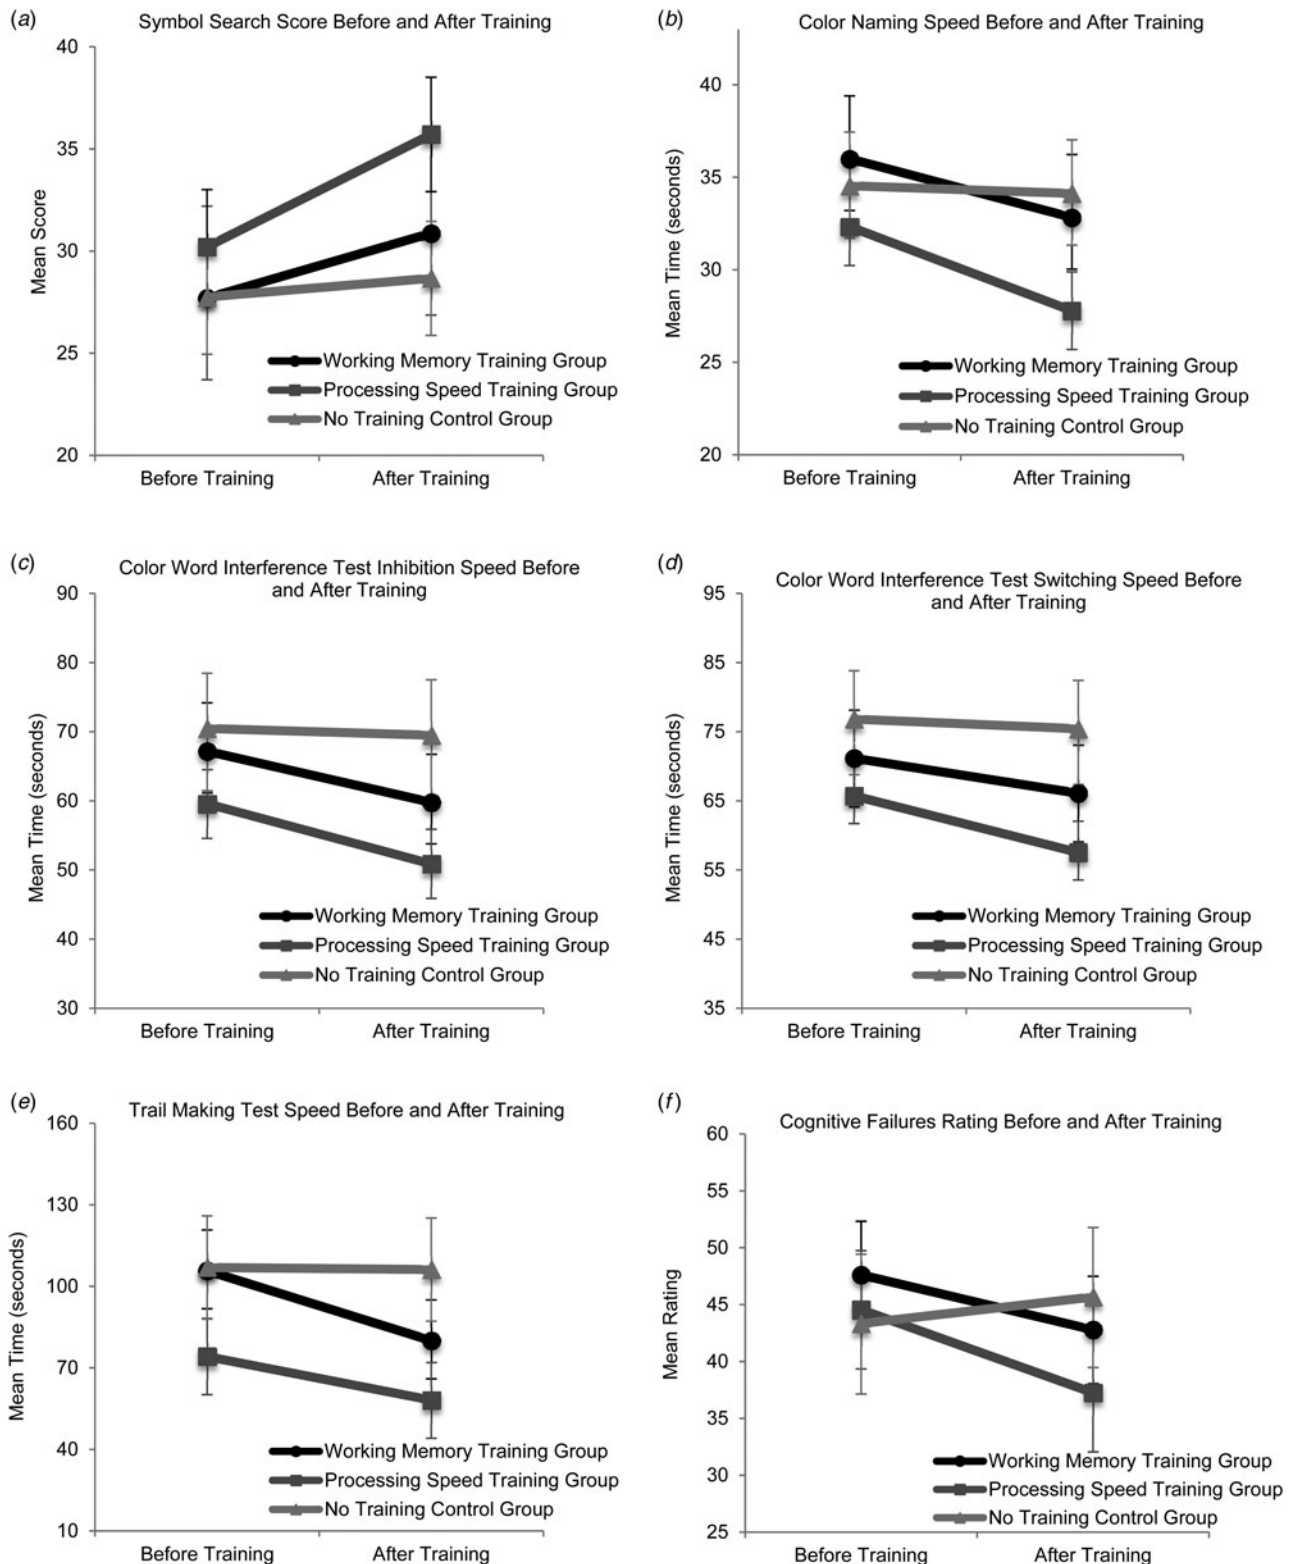 (a)
Symbol Search Score Before and After Training
40
35
30
25
20
Mean Score
Working Memory Training Group
Processing Speed Training Group
No Training Control Group
Before Training
After Training
(b)
Color Naming Speed Before and After Training
40
35
30
25
20
Mean Time (seconds)
Working Memory Training Group
Processing Speed Training Group
No Training Control Group
Before Training
After Training
(c)
Color Word Interference Test Inhibition Speed Before
and After Training
90
80
70
60
50
40
30
Mean Time (seconds)
Working Memory Training Group
Processing Speed Training Group
No Training Control Group
Before Training
After Training
(d)
Color Word Interference Test Switching Speed Before
and After Training
95
85
75
65
55
45
35
Mean Time (seconds)
Working Memory Training Group
Processing Speed Training Group
No Training Control Group
Before Training
After Training
(e)
Trail Making Test Speed Before and After Training
160
130
100
70
40
10
Mean Time (seconds)
Working Memory Training Group
Processing Speed Training Group
No Training Control Group
Before Training
After Training
(f)
Cognitive Failures Rating Before and After Training
60
55
50
45
40
35
30
25
Mean Rating
Working Memory Training Group
Processing Speed Training Group
No Training Control Group
Before Training
After Training